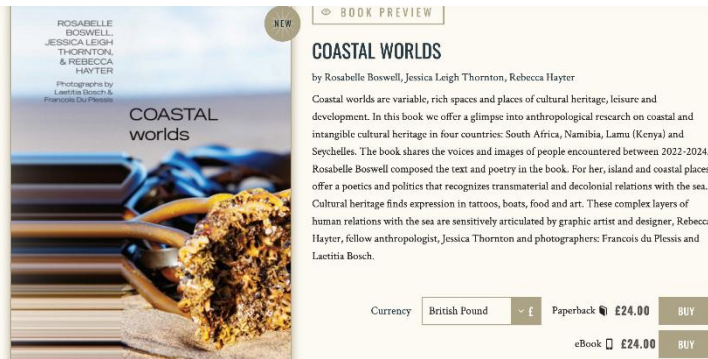 ROSABELLE
BOSWELL,
JESSICA LEIGH
THORNTON,
& REBECCA
HAYTER
Photographs by
Laetitia Bosch &
Francois Du Plessis
COASTAL
worlds
NEW
BOOK PREVIEW
COASTAL WORLDS
by Rosabelle Boswell, Jessica Leigh Thornton, Rebecca Hayter
Coastal worlds are variable, rich spaces and places of cultural heritage, leisure and
development. In this book we offer a glimpse into anthropological research on coastal and
intangible cultural heritage in four countries: South Africa, Namibia, Lamu (Kenya) and
Seychelles. The book shares the voices and images of people encountered between 2022-2024.
Rosabelle Boswell composed the text and poetry in the book. For her, island and coastal places
offer a poetics and politics that recognizes transmaterial and decolonial relations with the sea.
Cultural heritage finds expression in tattoos, boats, food and art. These complex layers of
human relations with the sea are sensitively articulated by graphic artist and designer, Rebecca
Hayter, fellow anthropologist, Jessica Thornton and photographers: Francois du Plessis and
Laetitia Bosch.
Currency British Pound £ Paperback £24.00 BUY
eBook £24.00 BUY